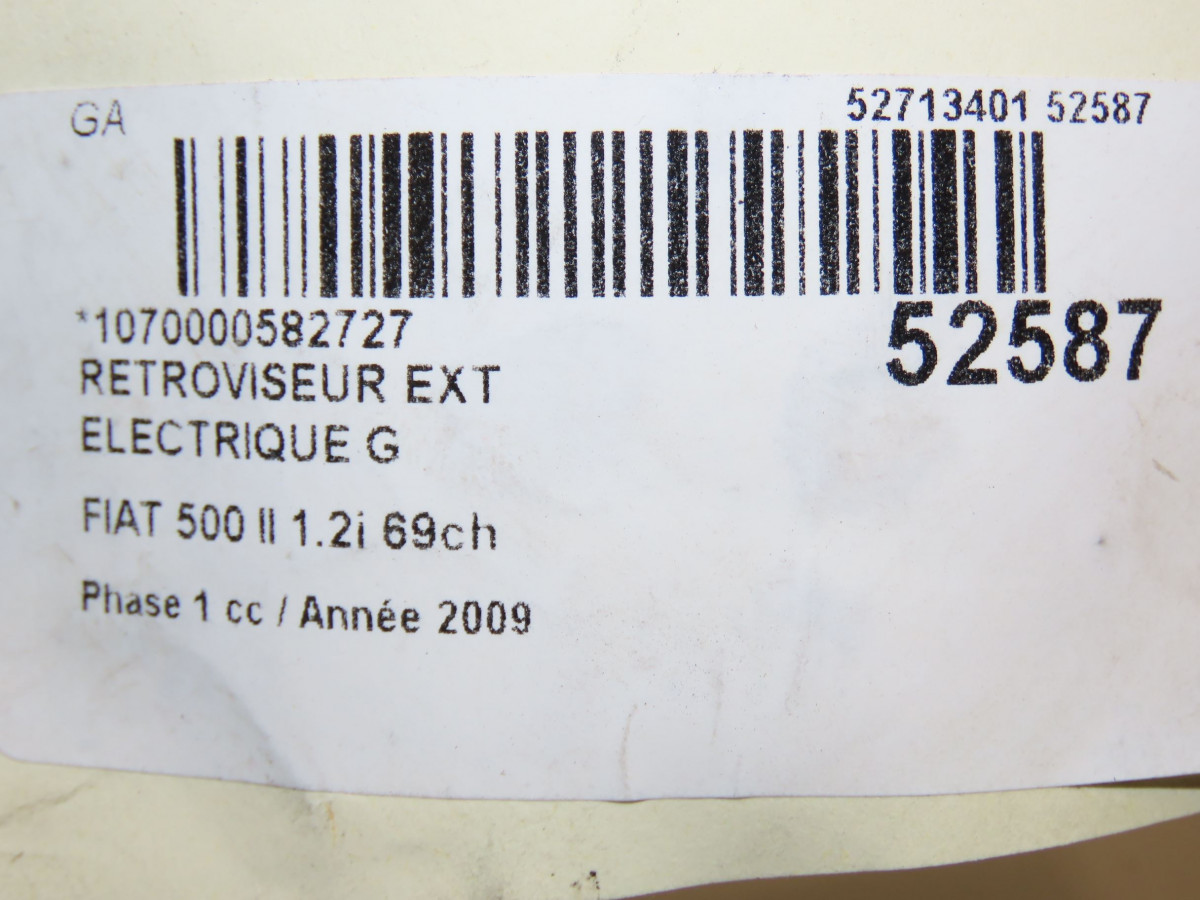 GA
52713401 52587
*1070000582727
52587
RETROVISEUR EXT
ELECTRIQUE G
FIAT 500 II 1.2i 69ch
Phase 1 cc / Année 2009